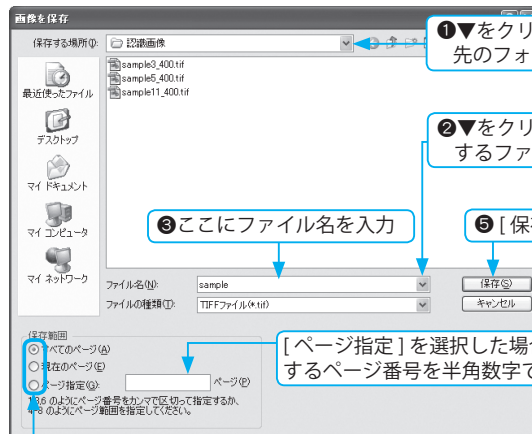 画像を保存
❶▼をクリ
先のフォ
保存する場所(I):
認識画像
sample3_400.tif
sample5_400.tif
sample11_400.tif
最近使ったファイル
デスクトップ
マイ ドキュメント
マイ コンピュータ
マイ ネットワーク
❷▼をクリ
するファ
❸ここにファイル名を入力
❺ [ 保
ファイル名(N):
sample
保存(S)
ファイルの種類(T):
TIFFファイル(*.tif)
キャンセル
保存範囲
すべてのページ(A)
現在のページ(E)
ページ指定(G):
ページ(P)
1,3,6 のようにページ番号をカンマで区切って指定するか、
4-8 のようにページ範囲を指定してください。
[ ページ指定 ] を選択した場
するページ番号を半角数字で